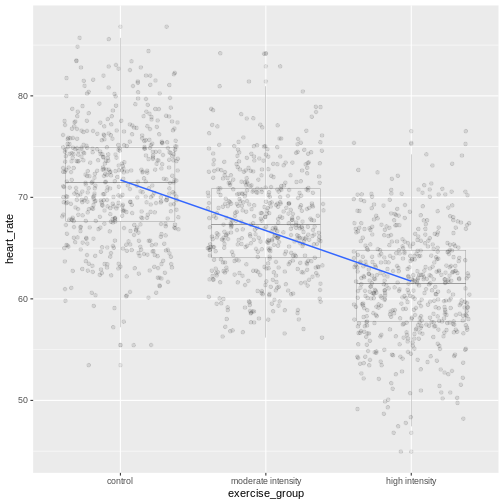 80
70
60
50
heart_rate
control
moderate intensity
high intensity
exercise_group